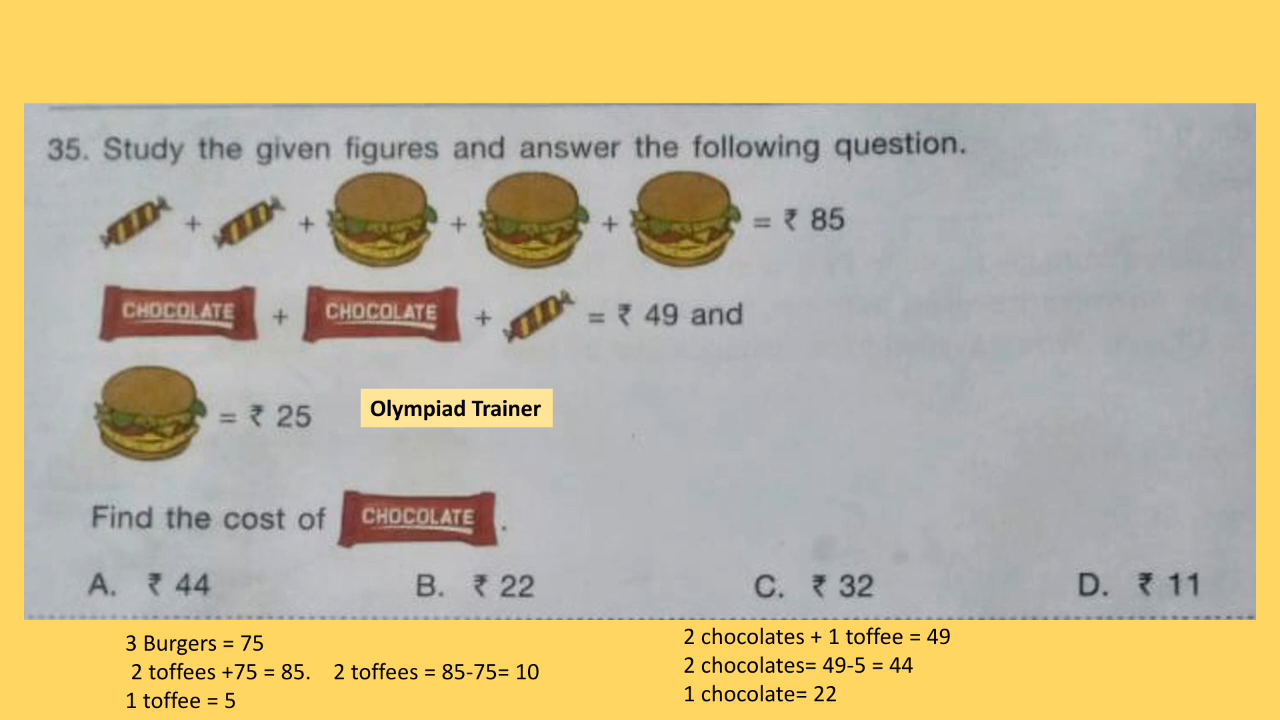 35. Study the given figures and answer the following question.
+ + + + = ₹ 85
CHOCOLATE + CHOCOLATE + = ₹ 49 and
= ₹ 25
Olympiad Trainer
Find the cost of CHOCOLATE.
A. ₹ 44 B. ₹ 22 C. ₹ 32 D. ₹ 11
3 Burgers = 75
2 toffees +75 = 85. 2 toffees = 85-75= 10
1 toffee = 5
2 chocolates + 1 toffee = 49
2 chocolates= 49-5 = 44
1 chocolate= 22